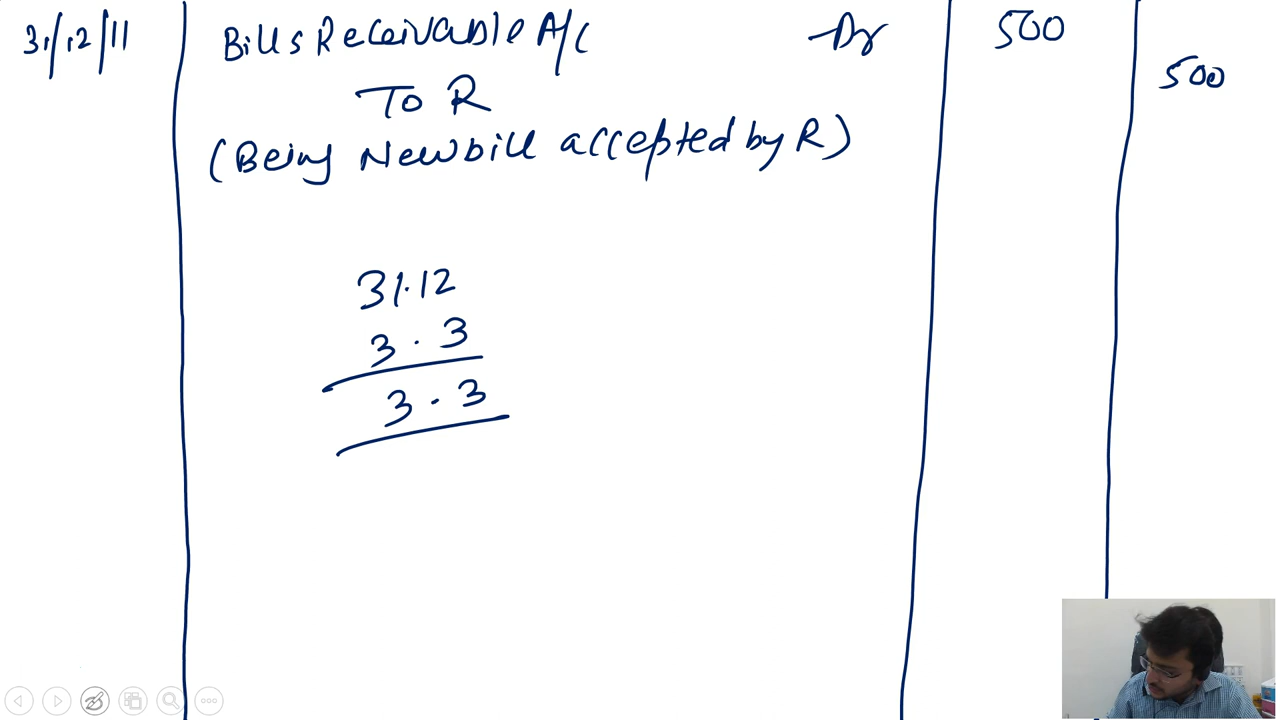 31/12/11 Bills Receivable A/C Dr 500
To R 500
(Being New bill accepted by R)
31.12
3.3
3.3